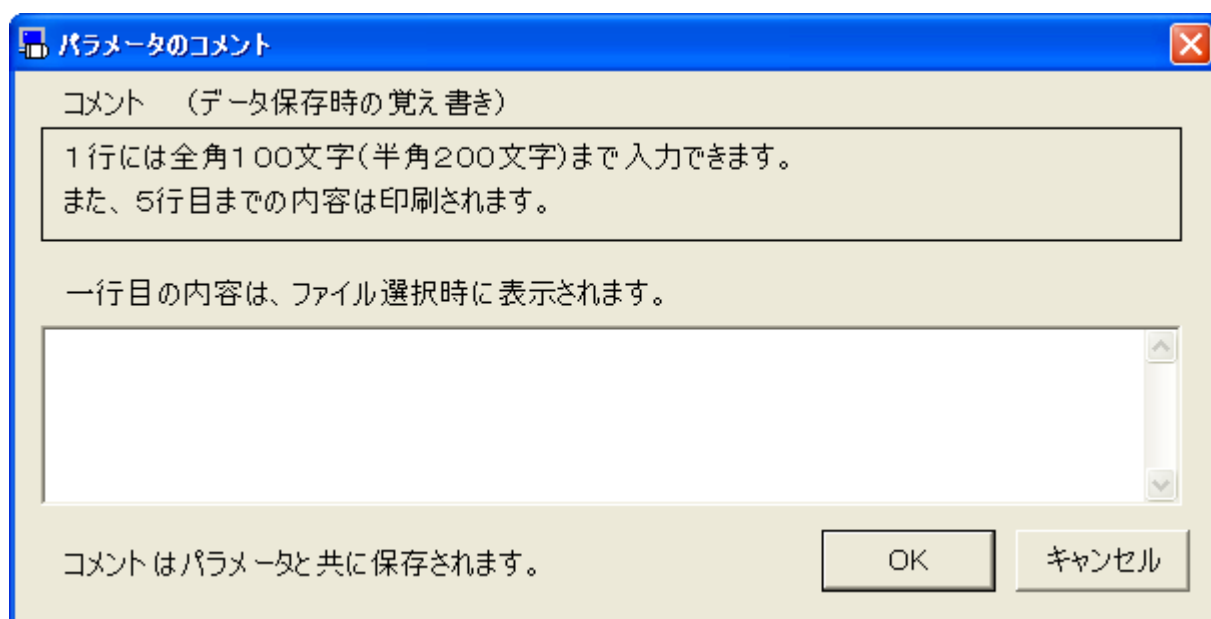 パラメータのコメント
コメント　（データ保存時の覚え書き）
１行には全角１００文字（半角２００文字）まで入力できます。
また、５行目までの内容は印刷されます。
一行目の内容は、ファイル選択時に表示されます。
コメントはパラメータと共に保存されます。
OK
キャンセル